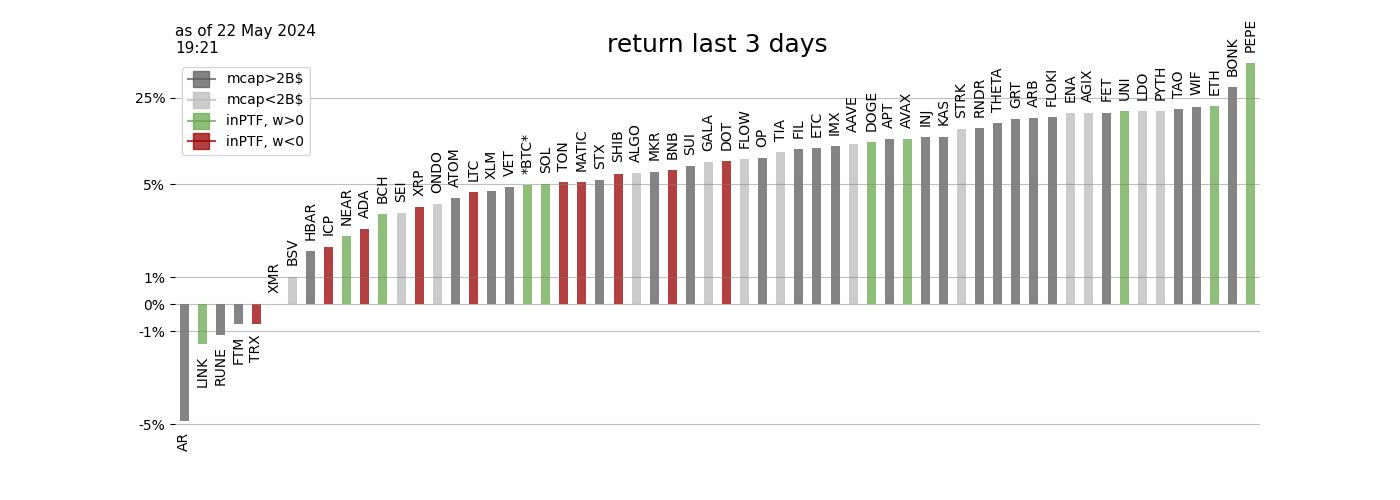 as of 22 May 2024
19:21
return last 3 days
mcap>2B$
mcap<2B$
inPTF, w>0
inPTF, w<0
25%
5%
1%
0%
-1%
-5%
AR
LINK
RUNE
FTM
TRX
XMR
BSV
HBAR
ICP
NEAR
ADA
BCH
SEI
XRP
ONDO
ATOM
LTC
XLM
VET
*BTC*
SOL
TON
MATIC
STX
SHIB
ALGO
MKR
BNB
SUI
GALA
DOT
FLOW
OP
TIA
FIL
ETC
IMX
AAVE
DOGE
APT
AVAX
INJ
KAS
STRK
RNDR
THETA
GRT
ARB
FLOKI
ENA
AGIX
FET
UNI
LDO
PYTH
TAO
WIF
ETH
BONK
PEPE